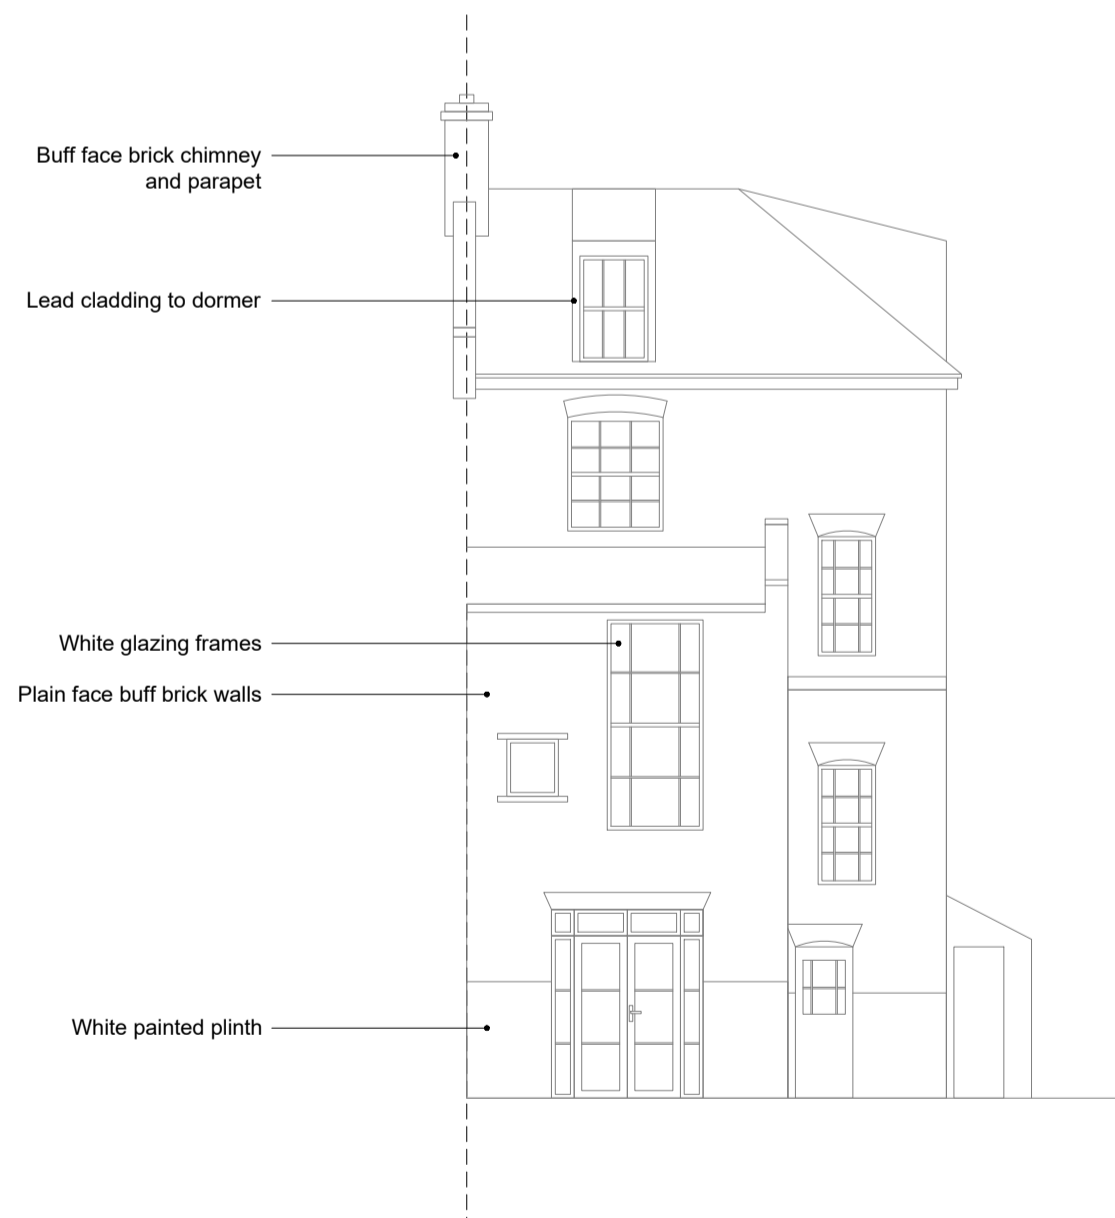 Buff face brick chimney
and parapet
Lead cladding to dormer
White glazing frames
Plain face buff brick walls
White painted plinth